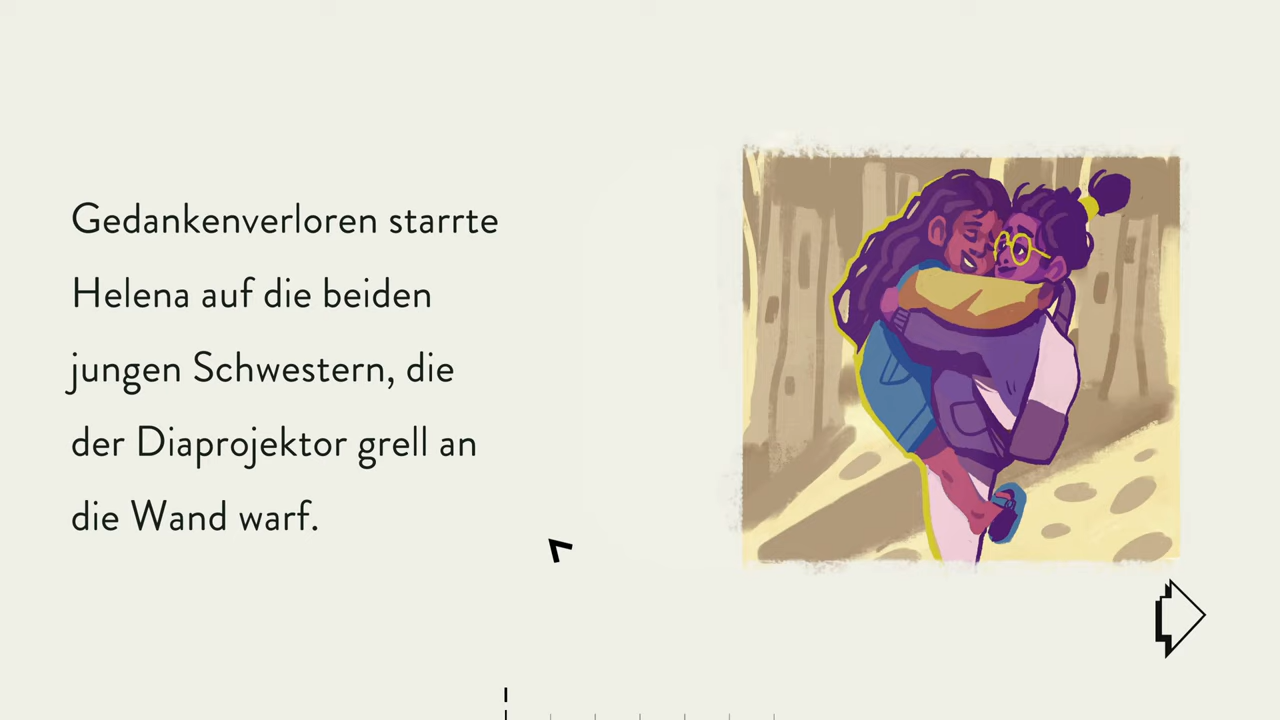 Gedankenverloren starrte
Helena auf die beiden
jungen Schwestern, die
der Diaprojektor grell an
die Wand warf.